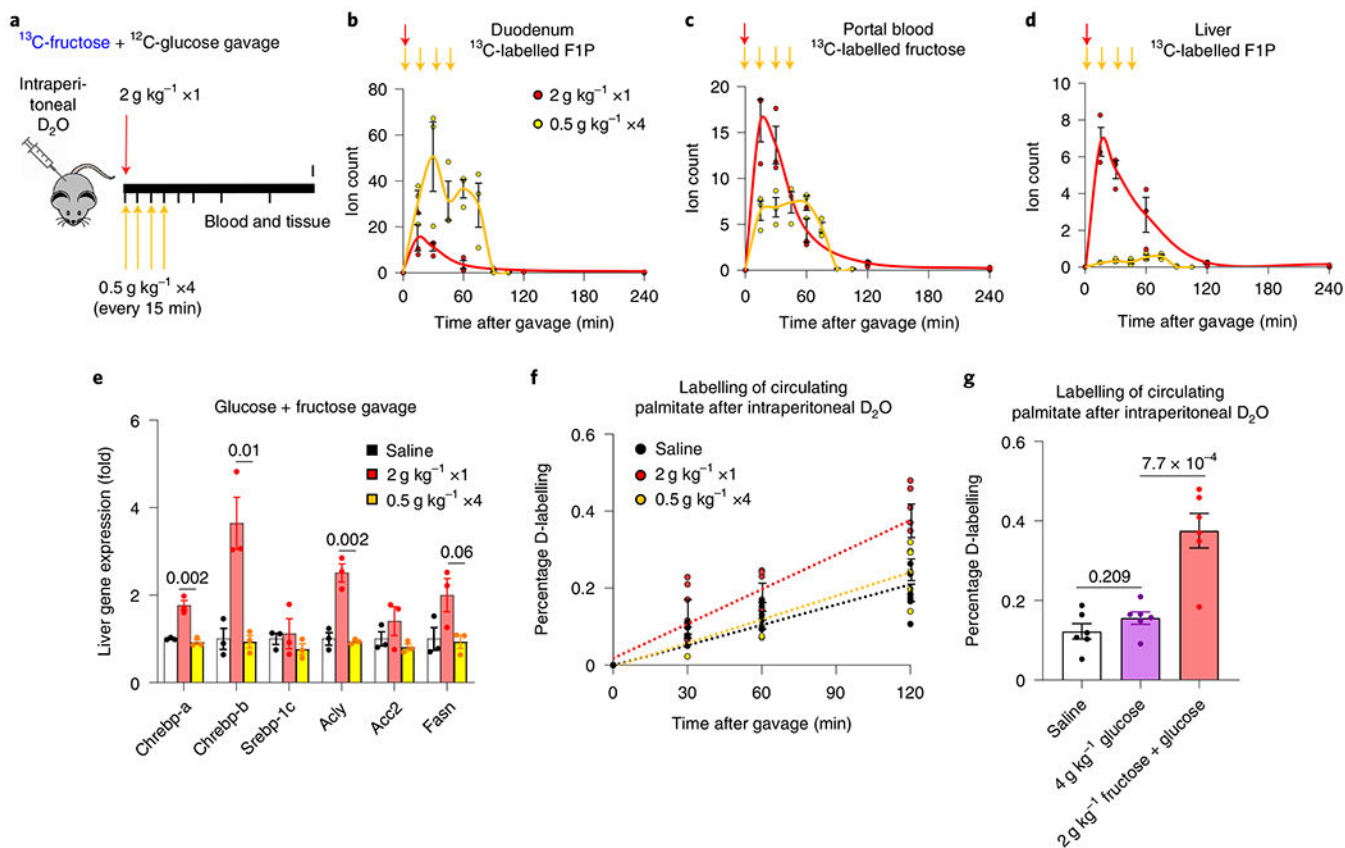 a
¹³C-fructose + ¹²C-glucose gavage
Intraperi-
toneal
D₂O
2 g kg⁻¹ ×1
Blood and tissue
0.5 g kg⁻¹ ×4
(every 15 min)
b
Duodenum
¹³C-labelled F1P
Ion count
80
60
40
20
0
2 g kg⁻¹ ×1
0.5 g kg⁻¹ ×4
0 60 120 180 240
Time after gavage (min)
c
Portal blood
¹³C-labelled fructose
Ion count
20
15
10
5
0
0 60 120 180 240
Time after gavage (min)
d
Liver
¹³C-labelled F1P
Ion count
10
8
6
4
2
0
0 60 120 180 240
Time after gavage (min)
e
Glucose + fructose gavage
Liver gene expression (fold)
6
4
2
0
Saline
2 g kg⁻¹ ×1
0.5 g kg⁻¹ ×4
0.002
0.01
0.002
0.06
Chrebp-a
Chrebp-b
Srebp-1c
Acly
Acc2
Fasn
f
Labelling of circulating
palmitate after intraperitoneal D₂O
Percentage D-labelling
0.6
0.4
0.2
0
Saline
2 g kg⁻¹ ×1
0.5 g kg⁻¹ ×4
0 30 60 120
Time after gavage (min)
g
Labelling of circulating
palmitate after intraperitoneal D₂O
Percentage D-labelling
0.6
0.4
0.2
0
0.209
7.7 × 10⁻⁴
Saline
4 g kg⁻¹ glucose
2 g kg⁻¹ fructose + glucose